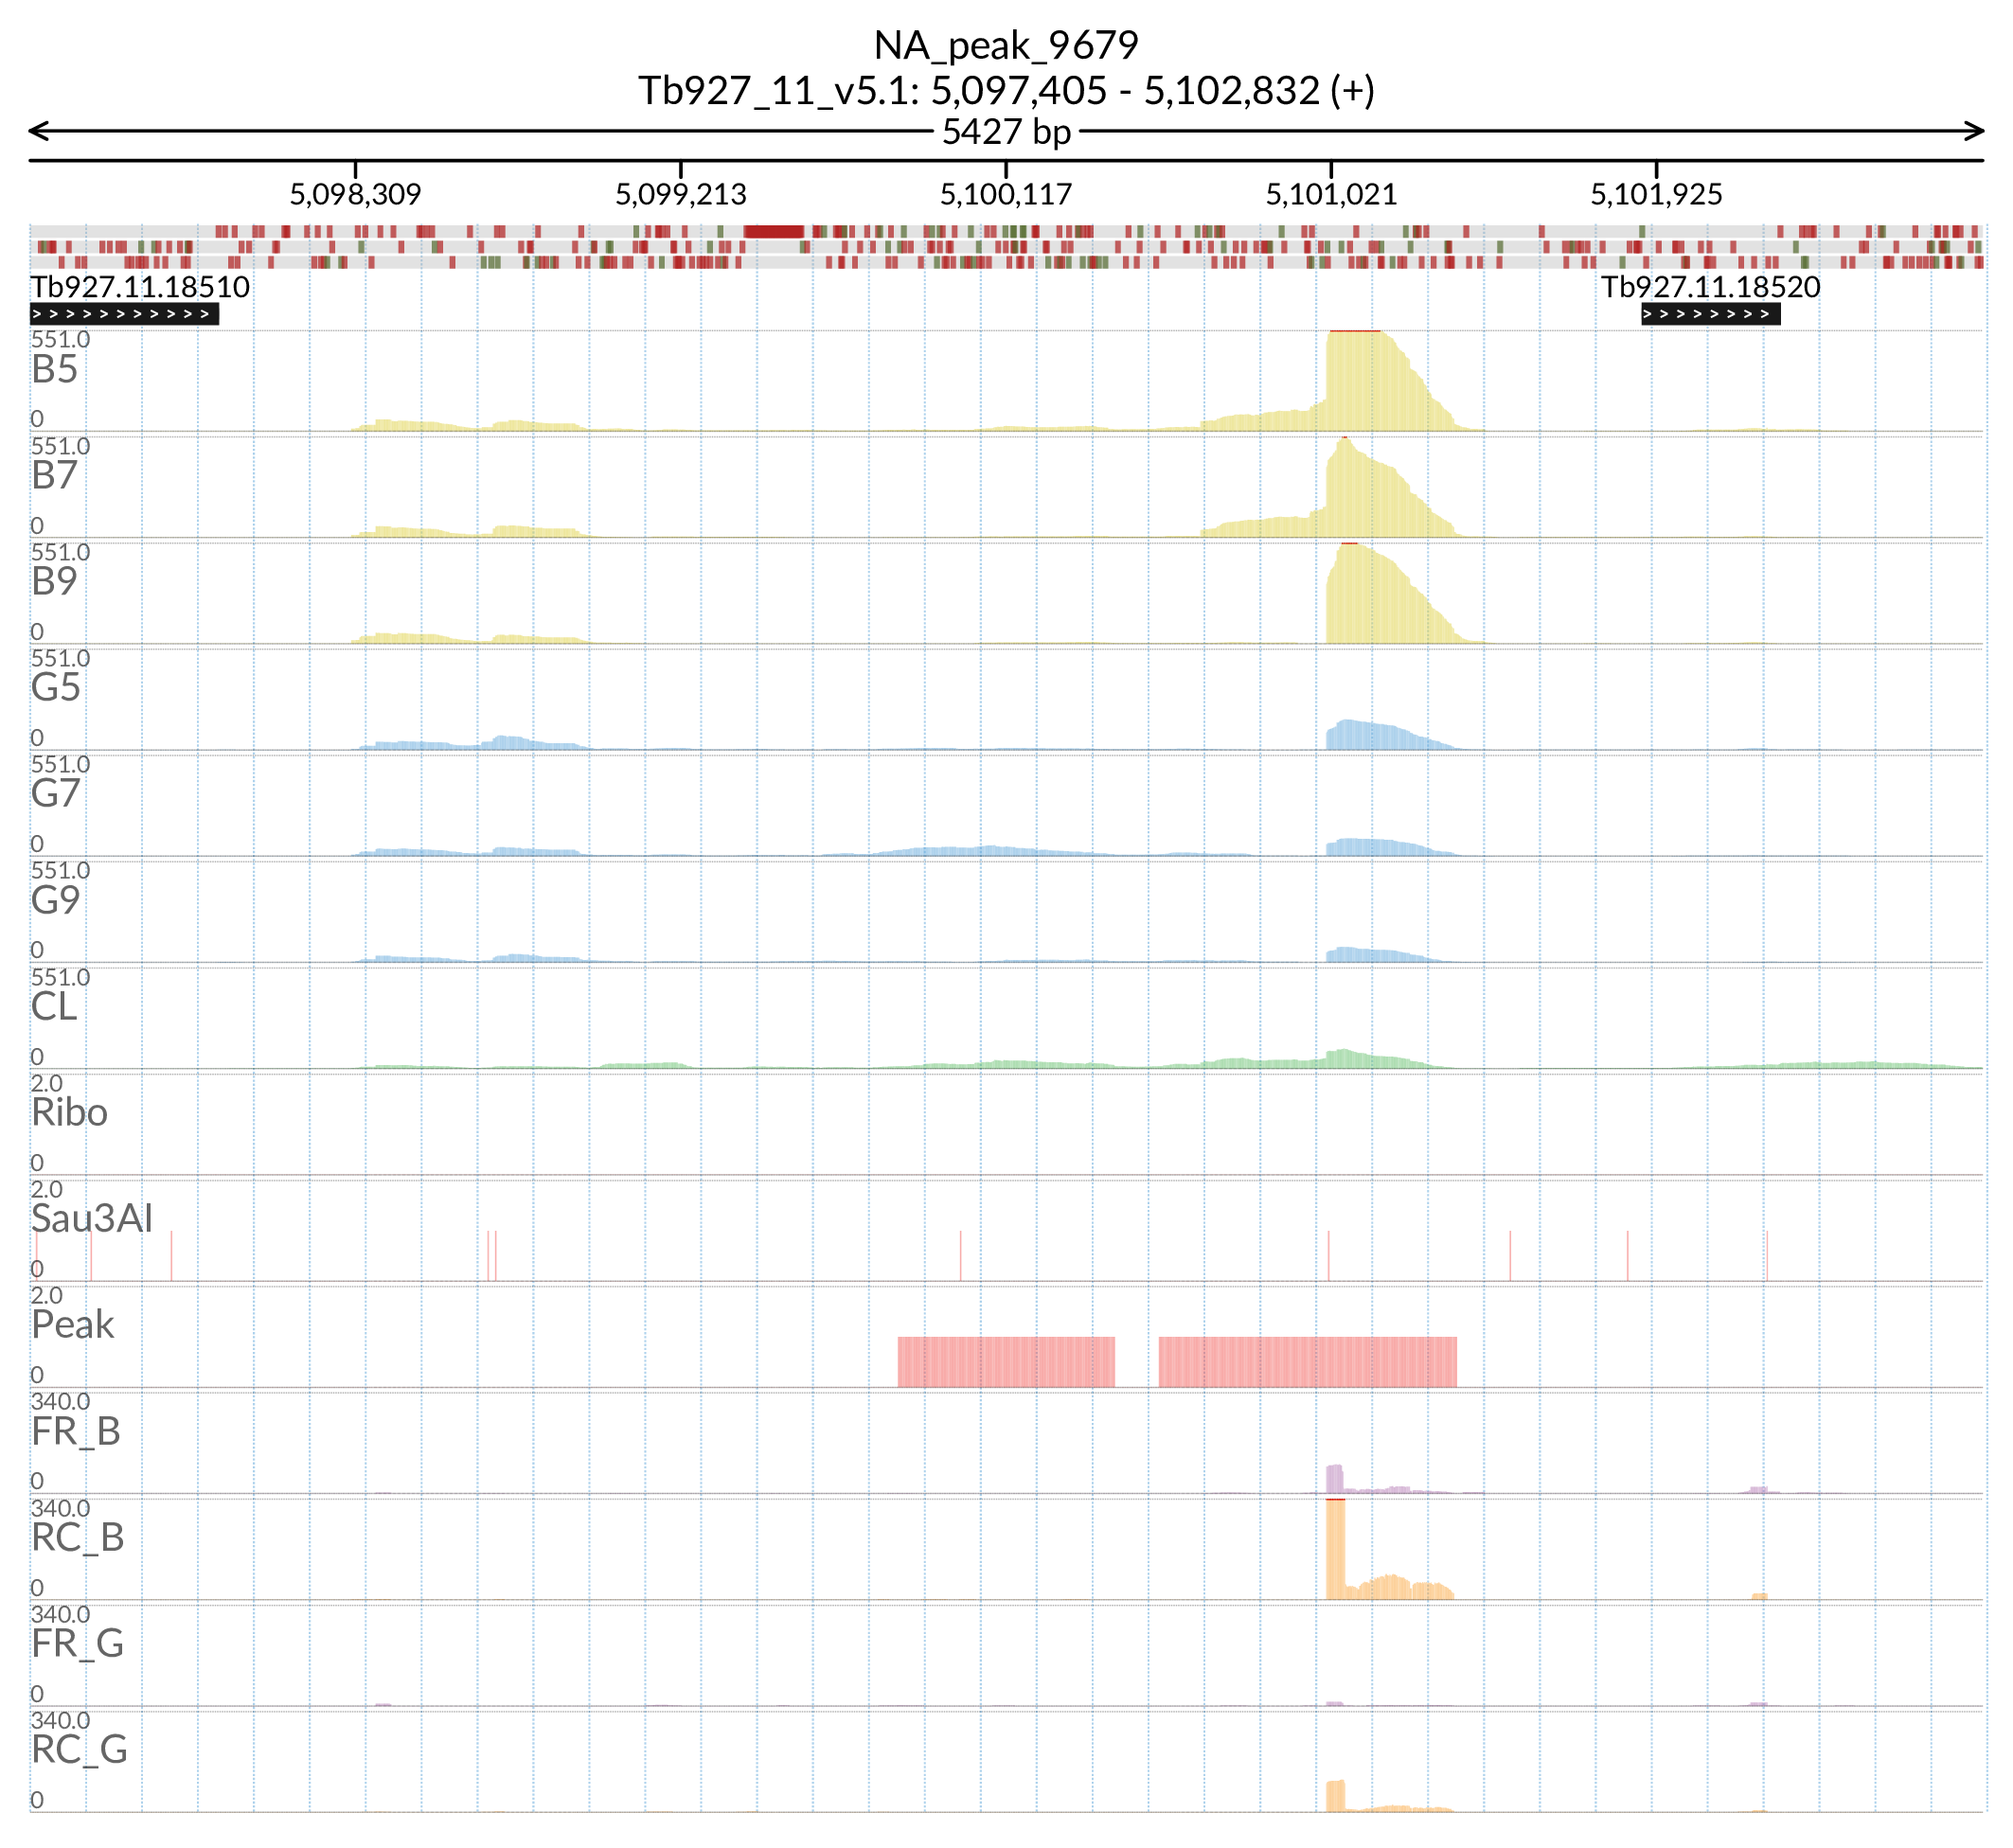 NA_peak_9679
Tb927_11_v5.1: 5,097,405 - 5,102,832 (+)
5427 bp
5,098,309 5,099,213 5,100,117 5,101,021 5,101,925
Tb927.11.18510 Tb927.11.18520
551.0
B5
0
551.0
B7
0
551.0
B9
0
551.0
G5
0
551.0
G7
0
551.0
G9
0
551.0
CL
0
2.0
Ribo
0
2.0
Sau3AI
0
2.0
Peak
0
340.0
FR_B
0
340.0
RC_B
0
340.0
FR_G
0
340.0
RC_G
0